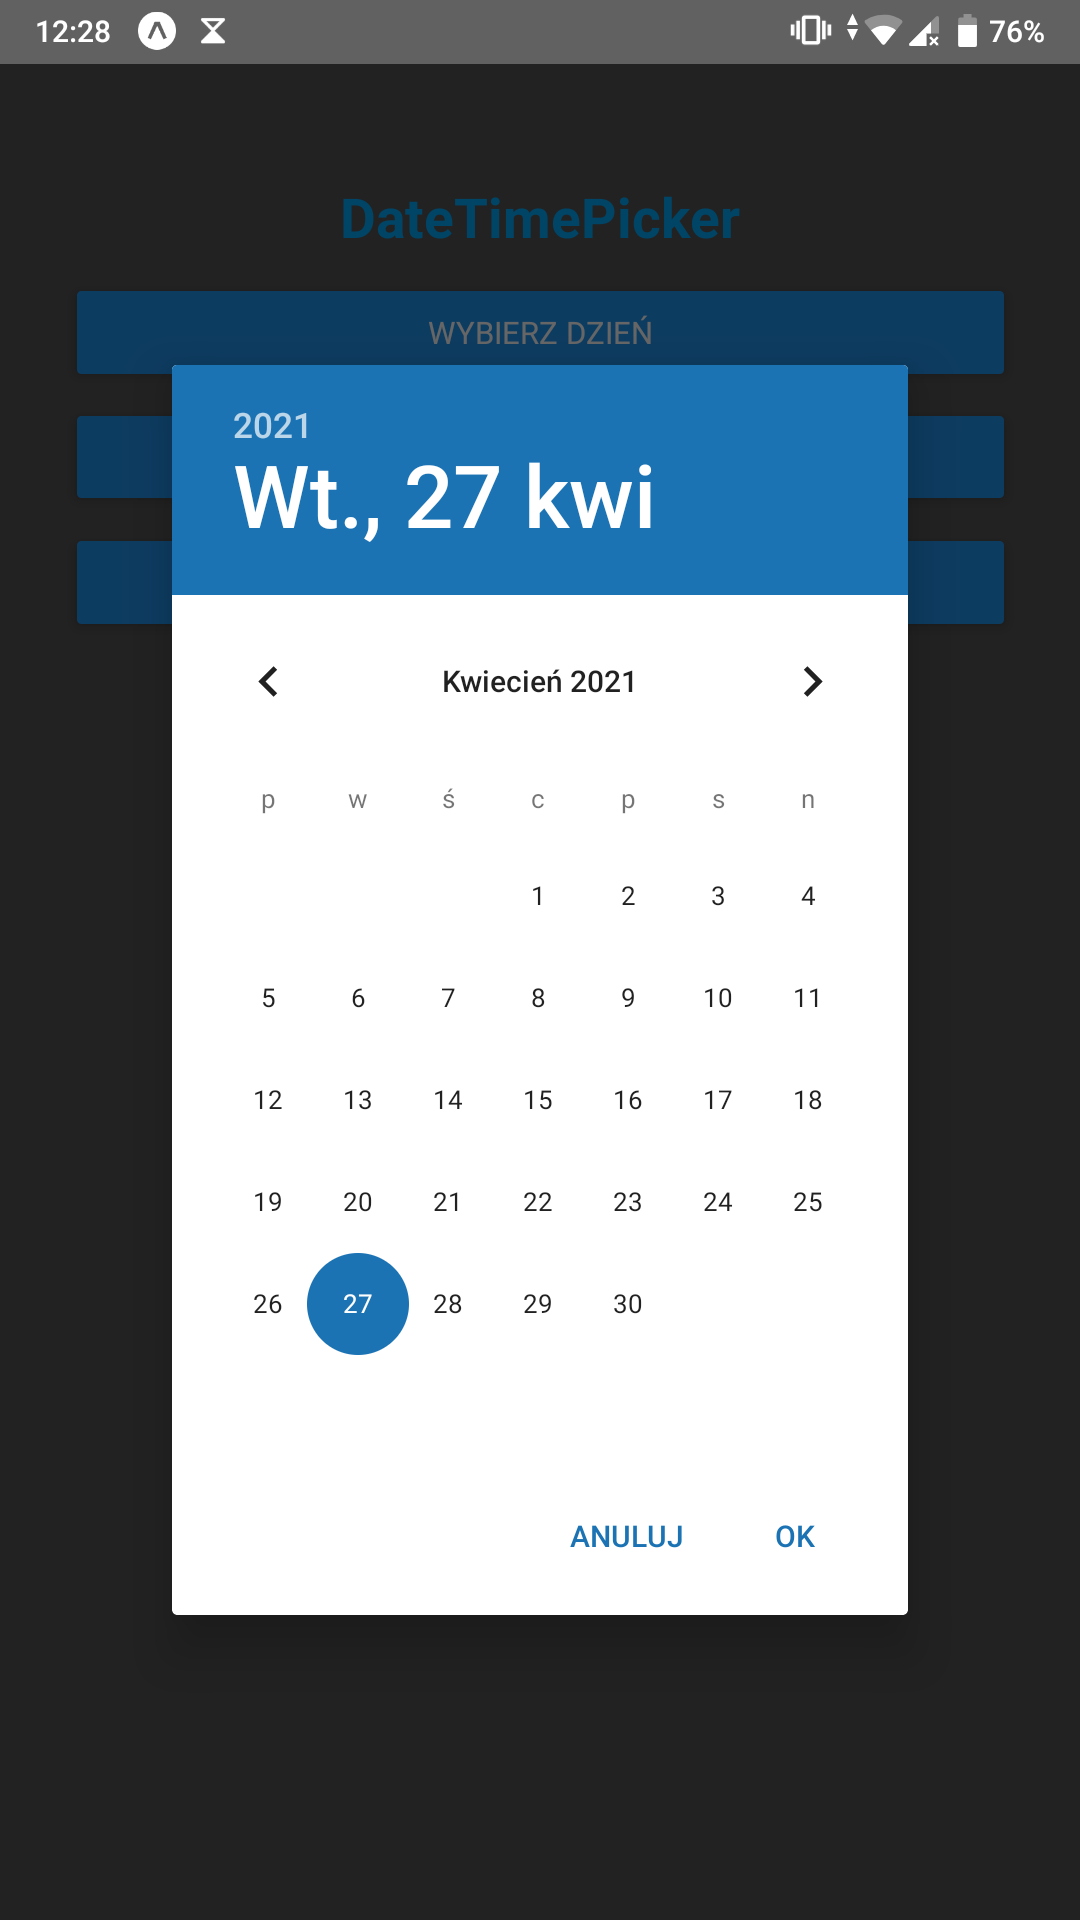 12:28 76%
DateTimePicker
WYBIERZ DZIEŃ
2021
Wt., 27 kwi
Kwiecień 2021
p w ś c p s n
1 2 3 4
5 6 7 8 9 10 11
12 13 14 15 16 17 18
19 20 21 22 23 24 25
26 27 28 29 30
ANULUJ OK